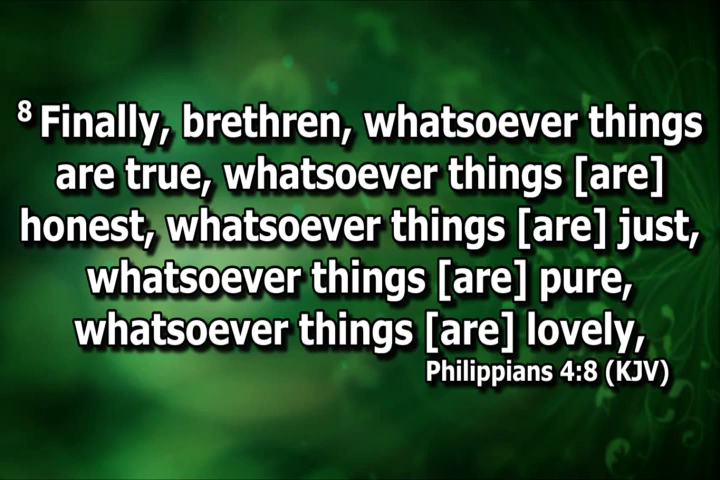 8 Finally, brethren, whatsoever things
are true, whatsoever things [are]
honest, whatsoever things [are] just,
whatsoever things [are] pure,
whatsoever things [are] lovely,
Philippians 4:8 (KJV)